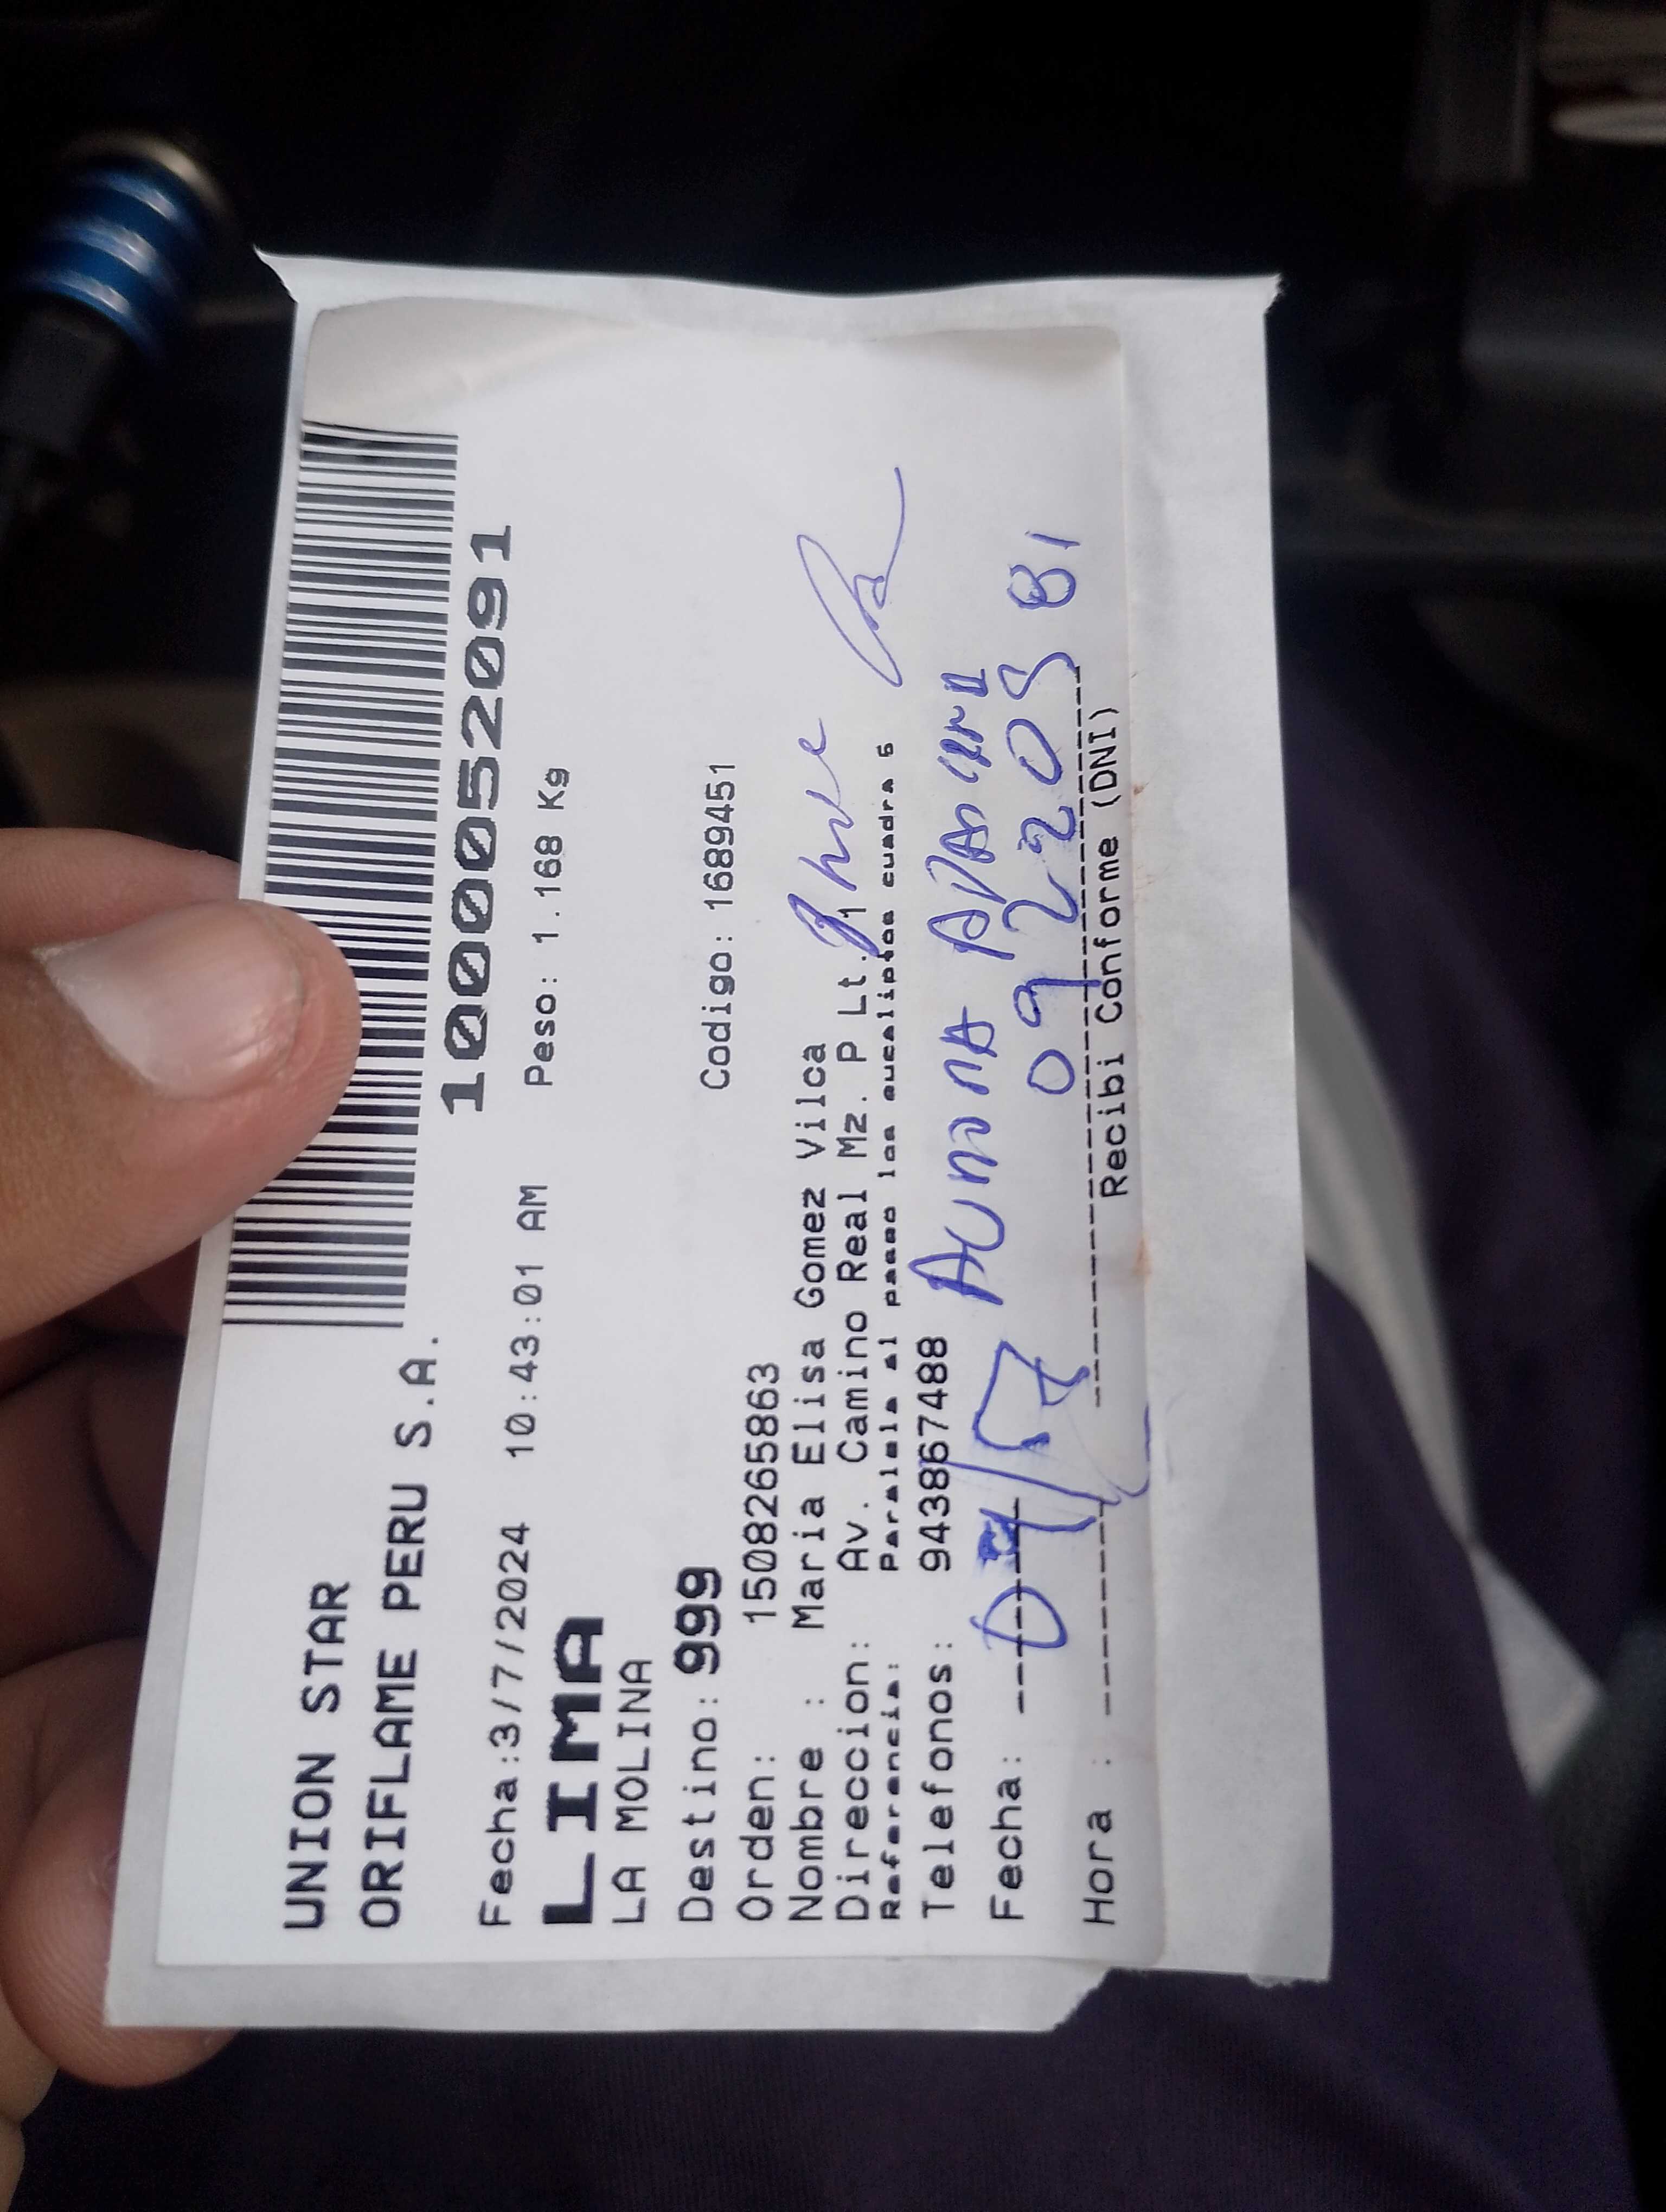 UNION STAR
ORIFLAME PERU S.A.
10000052091
Fecha:3/7/2024 10:43:01 AM Peso: 1.168 Kg
LIMA
LA MOLINA
Destino: 999 Codigo: 1689451
Orden: 1508265863
Nombre : Maria Elisa Gomez Vilca
Direccion: Av. Camino Real Mz. P Lt. 1
Referencia: Paralela al paseo los eucaliptos cuadra 5
Telefonos: 943867488
Fecha:
Hora :
Recibi Conforme (DNI)